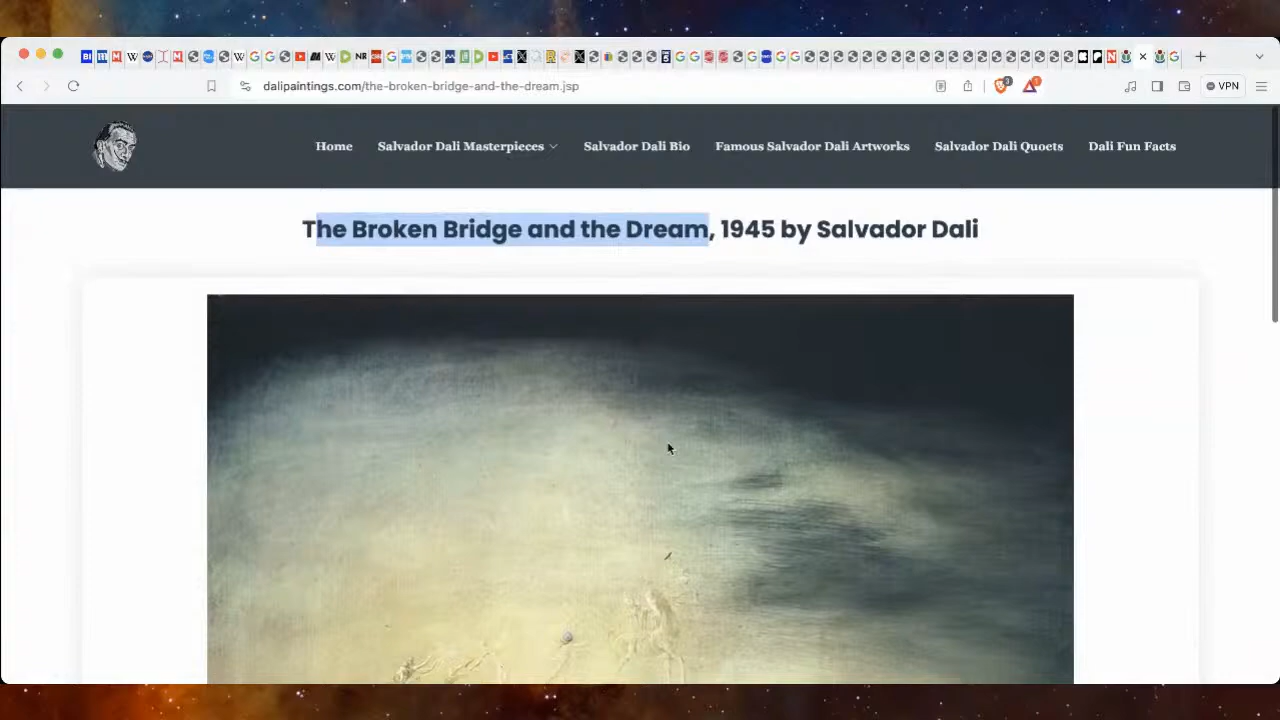 dalipaintings.com/the-broken-bridge-and-the-dream.jsp
VPN
Home
Salvador Dali Masterpieces
Salvador Dali Bio
Famous Salvador Dali Artworks
Salvador Dali Quoets
Dali Fun Facts
The Broken Bridge and the Dream, 1945 by Salvador Dali